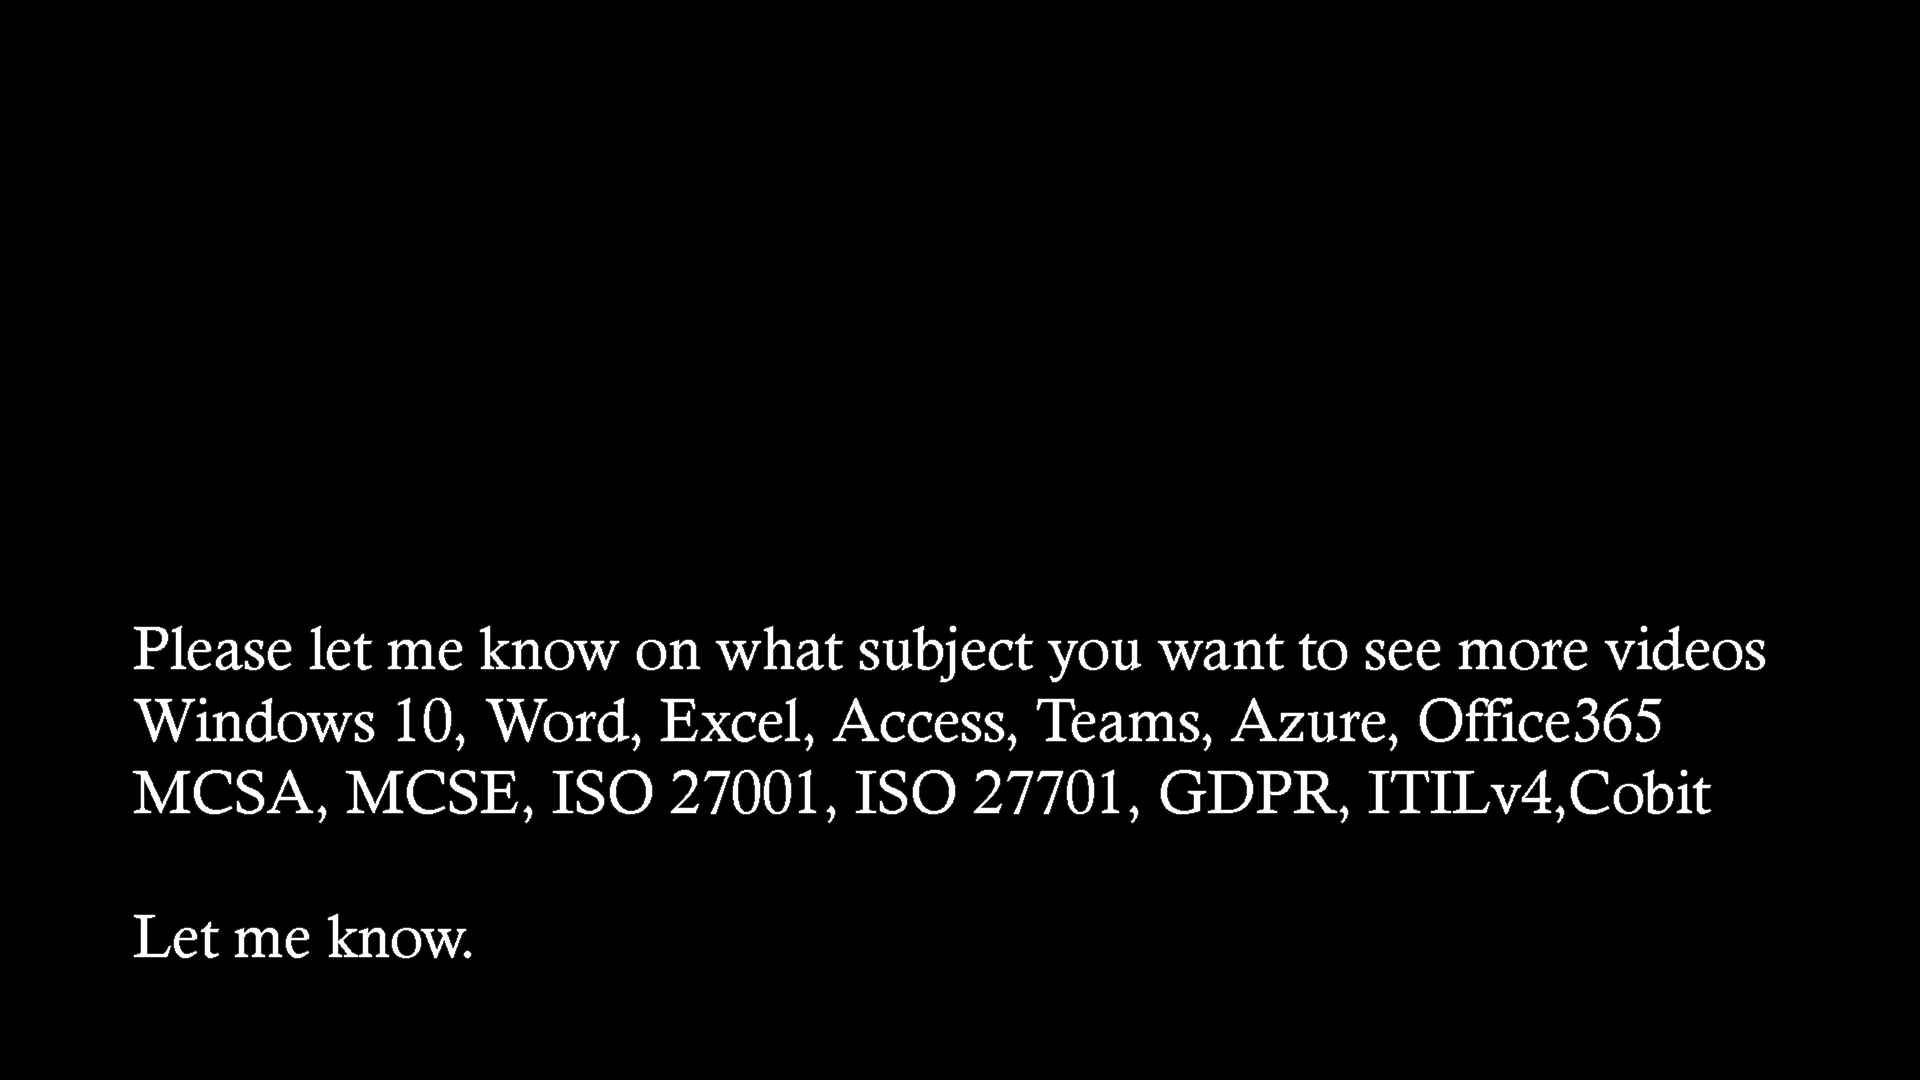 Please let me know on what subject you want to see more videos
Windows 10, Word, Excel, Access, Teams, Azure, Office365
MCSA, MCSE, ISO 27001, ISO 27701, GDPR, ITILv4,Cobit
Let me know.